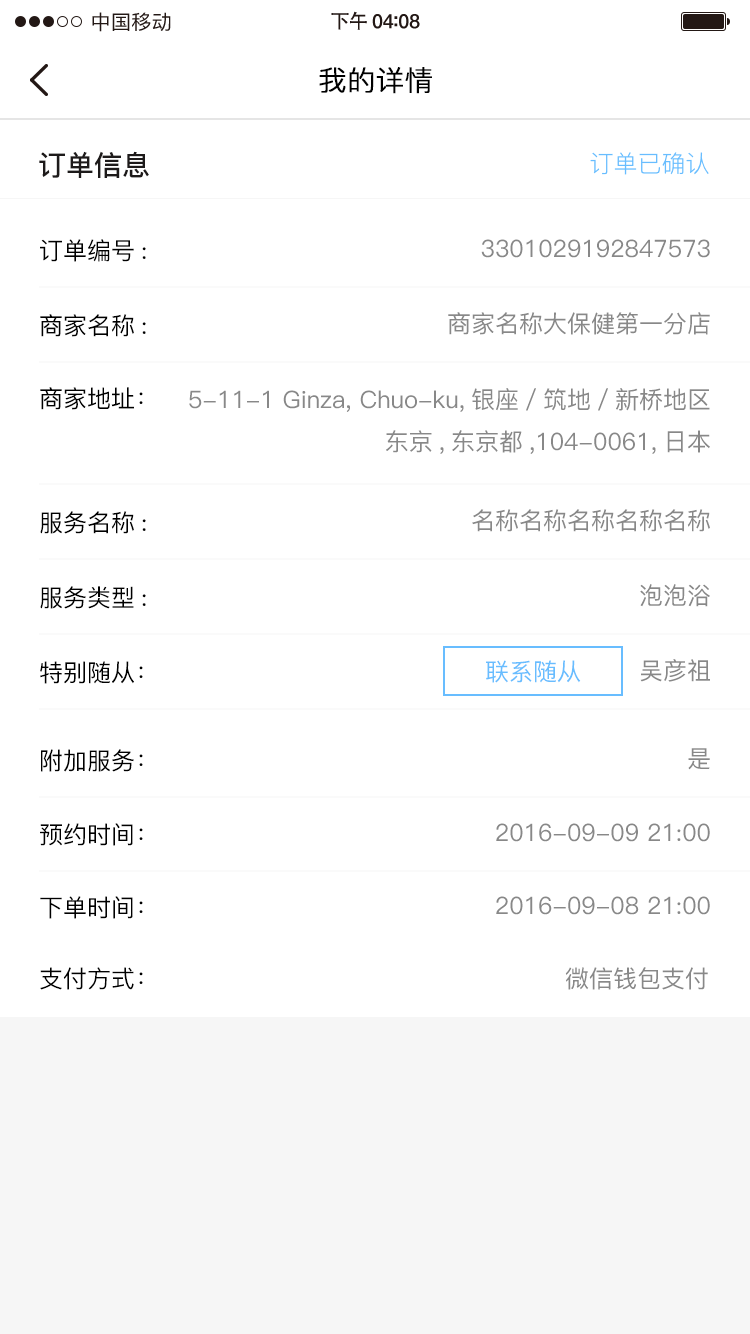 中国移动 下午 04:08
我的详情
订单信息 订单已确认
订单编号 : 3301029192847573
商家名称 : 商家名称大保健第一分店
商家地址: 5-11-1 Ginza, Chuo-ku, 银座 / 筑地 / 新桥地区
东京 , 东京都 ,104-0061, 日本
服务名称 : 名称名称名称名称名称
服务类型 : 泡泡浴
特别随从: 联系随从 吴彦祖
附加服务: 是
预约时间: 2016-09-09 21:00
下单时间: 2016-09-08 21:00
支付方式: 微信钱包支付